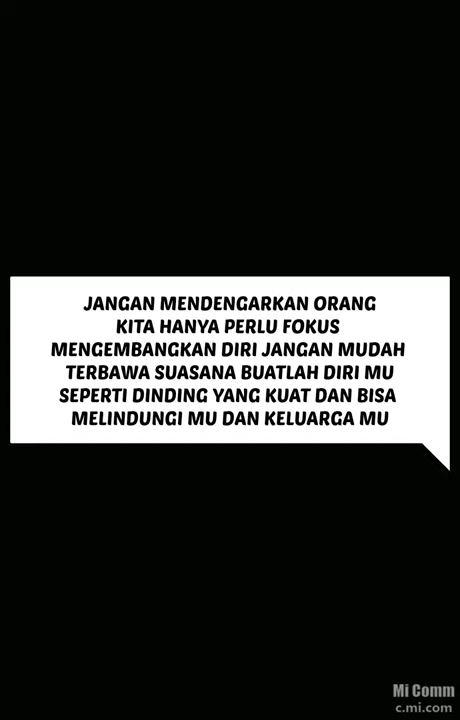 JANGAN MENDENGARKAN ORANG
KITA HANYA PERLU FOKUS
MENGEMBANGKAN DIRI JANGAN MUDAH
TERBAWA SUASANA BUATLAH DIRI MU
SEPERTI DINDING YANG KUAT DAN BISA
MELINDUNGI MU DAN KELUARGA MU
Mi Comm
c.mi.com